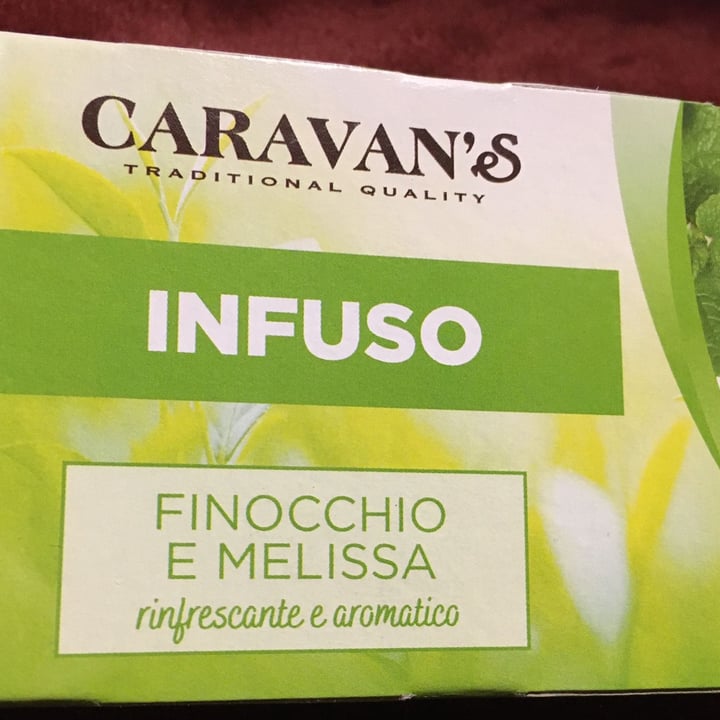 CARAVAN'S
TRADITIONAL QUALITY
INFUSO
FINOCCHIO
E MELISSA
rinfrescante e aromatico